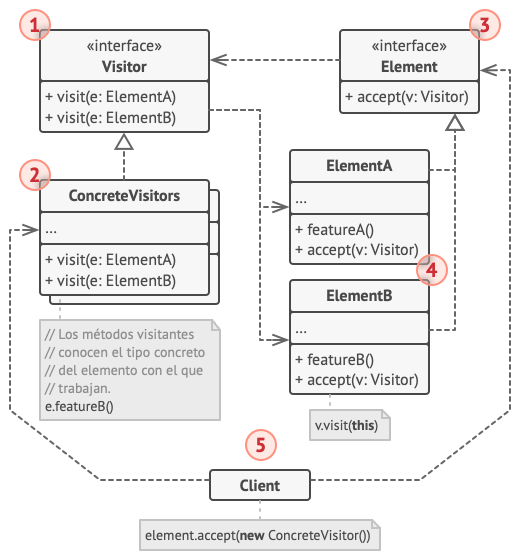 1
«interface»
Visitor
+ visit(e: ElementA)
+ visit(e: ElementB)
3
«interface»
Element
+ accept(v: Visitor)
2
ConcreteVisitors
...
+ visit(e: ElementA)
+ visit(e: ElementB)
// Los métodos visitantes
// conocen el tipo concreto
// del elemento con el que
// trabajan.
e.featureB()
ElementA
...
+ featureA()
+ accept(v: Visitor)
4
ElementB
...
+ featureB()
+ accept(v: Visitor)
v.visit(this)
5
Client
element.accept(new ConcreteVisitor())